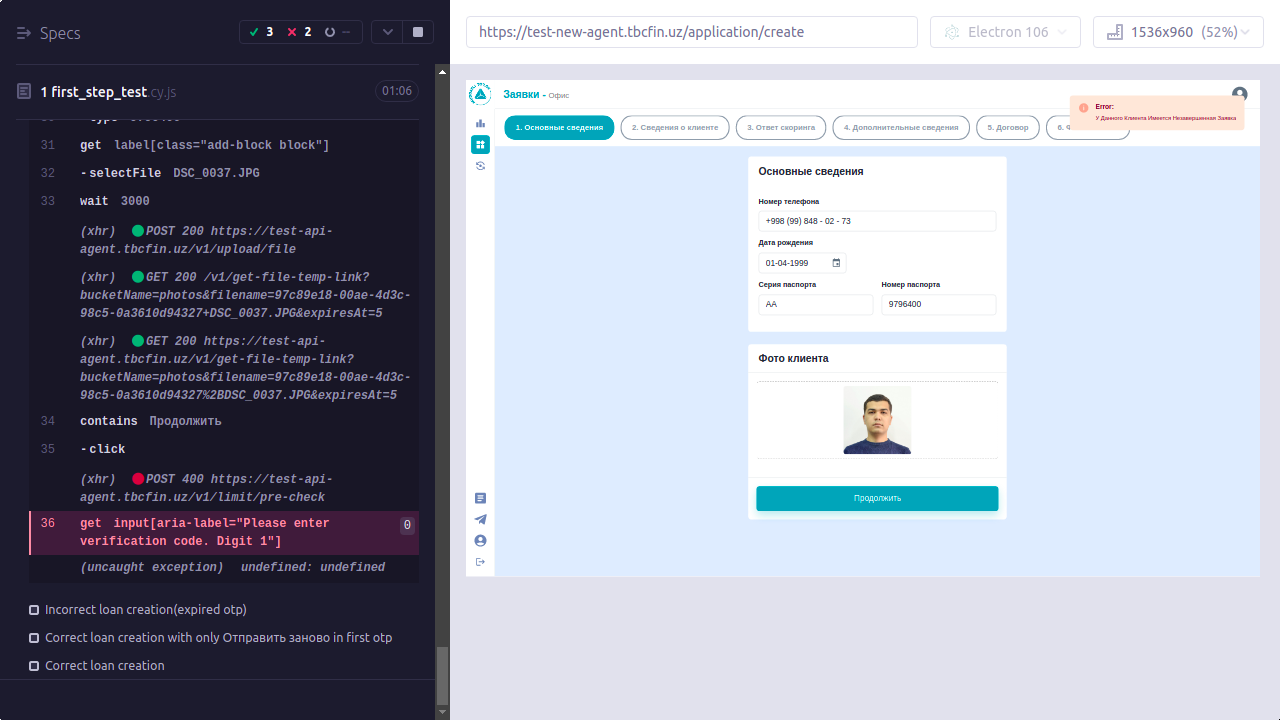 Specs
3
2
--
https://test-new-agent.tbcfin.uz/application/create
Electron 106
1536x960 (52%)
1 first_step_test.cy.js
01:06
31 get label[class="add-block block"]
32 -selectFile DSC_0037.JPG
33 wait 3000
(xhr) POST 200 https://test-api-
agent.tbcfin.uz/v1/upload/file
(xhr) GET 200 /v1/get-file-temp-link?
bucketName=photos&filename=97c89e18-00ae-4d3c-
98c5-0a3610d94327+DSC_0037.JPG&expiresAt=5
(xhr) GET 200 https://test-api-
agent.tbcfin.uz/v1/get-file-temp-link?
bucketName=photos&filename=97c89e18-00ae-4d3c-
98c5-0a3610d94327%2BDSC_0037.JPG&expiresAt=5
34 contains Продолжить
35 -click
(xhr) POST 400 https://test-api-
agent.tbcfin.uz/v1/limit/pre-check
36 get input[aria-label="Please enter
verification code. Digit 1"]
0
(uncaught exception) undefined: undefined
Incorrect loan creation(expired otp)
Correct loan creation with only Отправить заново in first otp
Correct loan creation
Заявки - Офис
Error:
У Данного Клиента Имеется Незавершенная Заявка
1. Основные сведения
2. Сведения о клиенте
3. Ответ скоринга
4. Дополнительные сведения
5. Договор
6.
Основные сведения
Номер телефона
+998 (99) 848 - 02 - 73
Дата рождения
01-04-1999
Серия паспорта
Номер паспорта
AA
9796400
Фото клиента
Продолжить